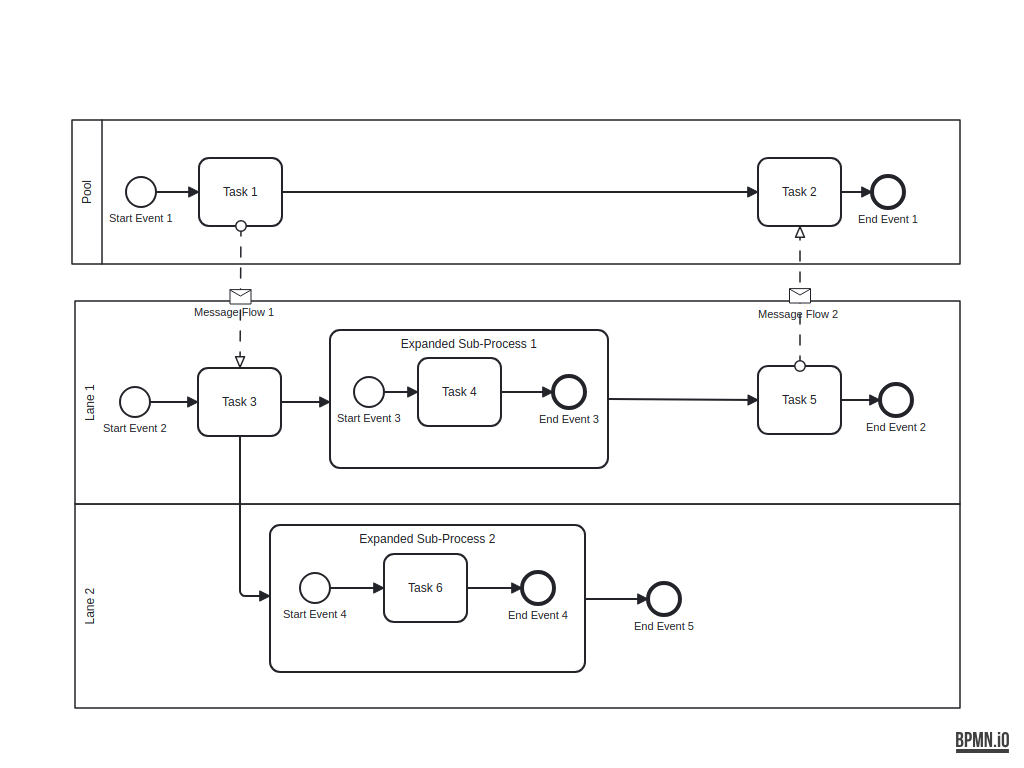 Pool
Start Event 1
Task 1
Task 2
End Event 1
Message Flow 1
Message Flow 2
Lane 1
Start Event 2
Task 3
Expanded Sub-Process 1
Start Event 3
Task 4
End Event 3
Task 5
End Event 2
Lane 2
Expanded Sub-Process 2
Start Event 4
Task 6
End Event 4
End Event 5
BPMN.iO